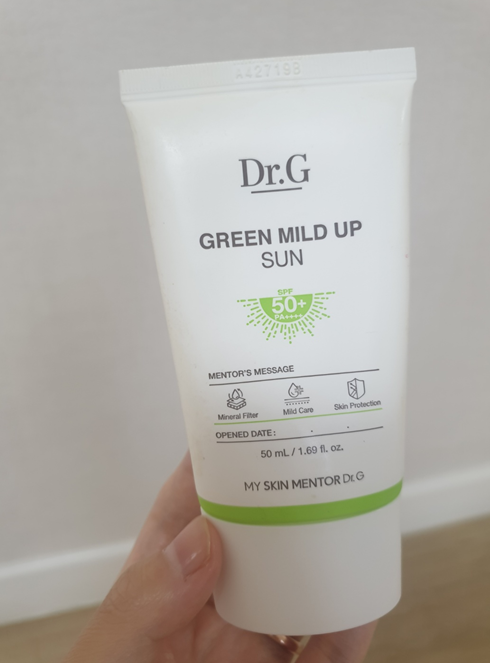 A427198
Dr.G
GREEN MILD UP
SUN
SPF
50+
PA++++
MENTOR'S MESSAGE
Mineral Filter
Mild Care
Skin Protection
OPENED DATE : . .
50 mL / 1.69 fl. oz.
MY SKIN MENTOR Dr.G